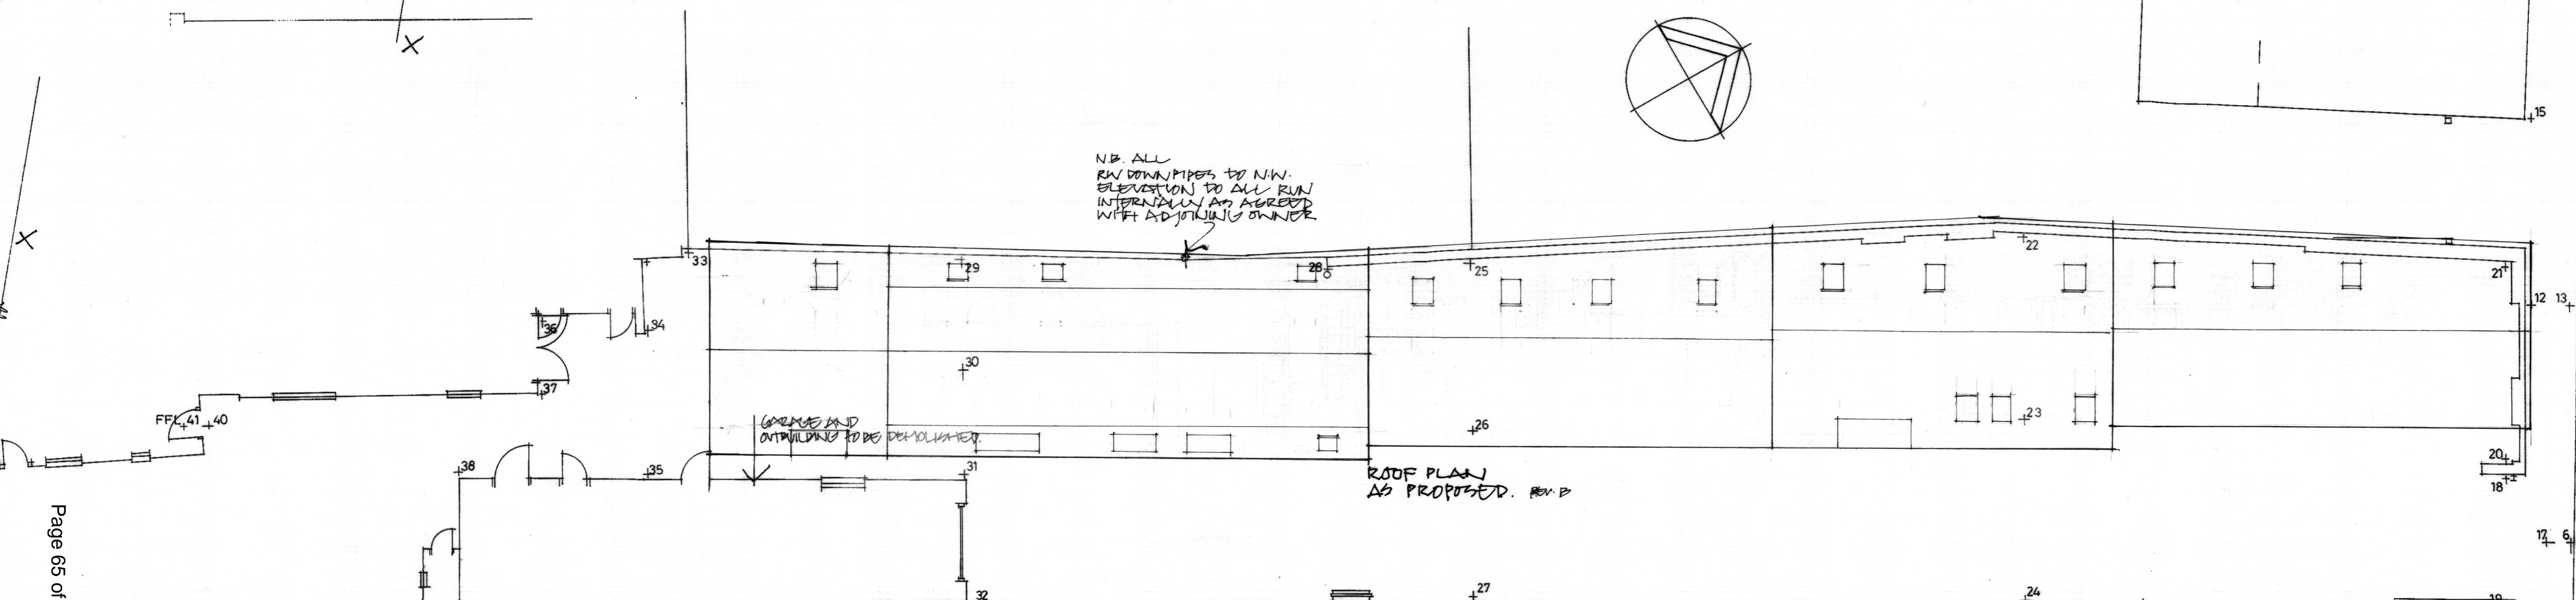 15
N.B. ALL
RW DOWNPIPES TO N.W.
ELEVATION TO ALL RUN
INTERNALLY AS AGREED
WITH ADJOINING OWNER
33
29
28
25
22
21
12 13
36
34
30
37
FFL 41 40
GARAGE AND
OUTBUILDING TO BE DEMOLISHED.
26
23
38
35
31
ROOF PLAN
AS PROPOSED. REV. B
20
18
17 6
Page 65 of
32
27
24
19